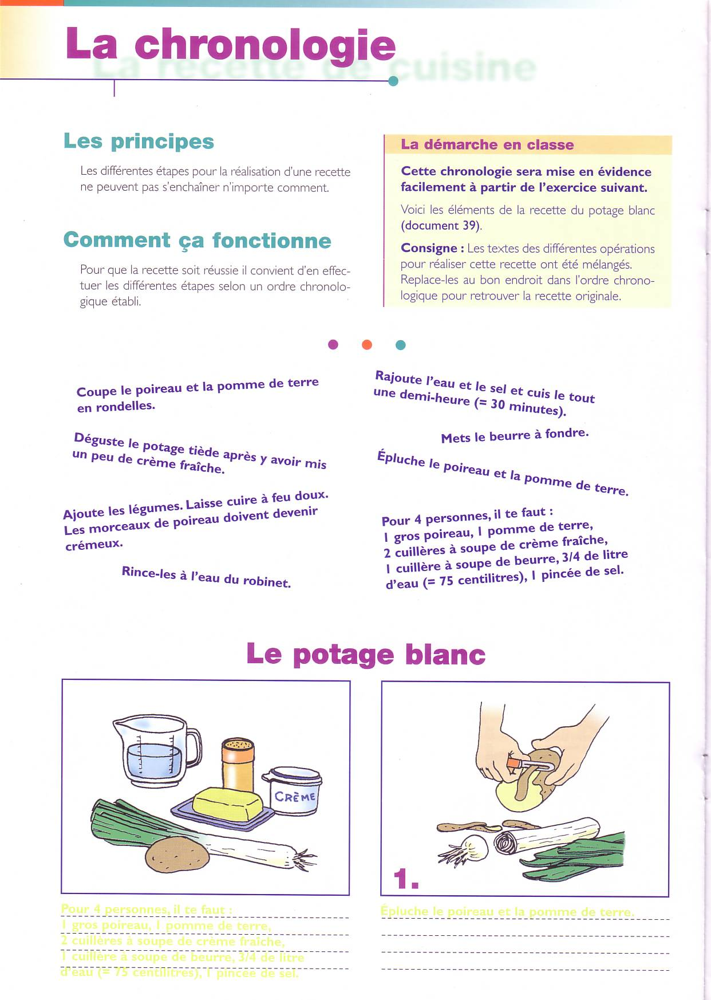 La chronologie
La recette de cuisine
Les principes
Les différentes étapes pour la réalisation d'une recette
ne peuvent pas s'enchaîner n'importe comment.
Comment ça fonctionne
Pour que la recette soit réussie il convient d'en effec-
tuer les différentes étapes selon un ordre chronolo-
gique établi.
La démarche en classe
Cette chronologie sera mise en évidence
facilement à partir de l'exercice suivant.
Voici les éléments de la recette du potage blanc
(document 39).
Consigne : Les textes des différentes opérations
pour réaliser cette recette ont été mélangés.
Replace-les au bon endroit dans l'ordre chrono-
logique pour retrouver la recette originale.
Coupe le poireau et la pomme de terre
en rondelles.
Déguste le potage tiède après y avoir mis
un peu de crème fraîche.
Ajoute les légumes. Laisse cuire à feu doux.
Les morceaux de poireau doivent devenir
crémeux.
Rince-les à l'eau du robinet.
Rajoute l'eau et le sel et cuis le tout
une demi-heure (= 30 minutes).
Mets le beurre à fondre.
Épluche le poireau et la pomme de terre.
Pour 4 personnes, il te faut :
1 gros poireau, 1 pomme de terre,
2 cuillères à soupe de crème fraîche,
1 cuillère à soupe de beurre, 3/4 de litre
d'eau (= 75 centilitres), 1 pincée de sel.
Le potage blanc
CRÈME
1.
Pour 4 personnes, il te faut :
1 gros poireau, 1 pomme de terre,
2 cuillères à soupe de crème fraîche,
1 cuillère à soupe de beurre, 3/4 de litre
d'eau (= 75 centilitres), 1 pincée de sel.
Épluche le poireau et la pomme de terre.